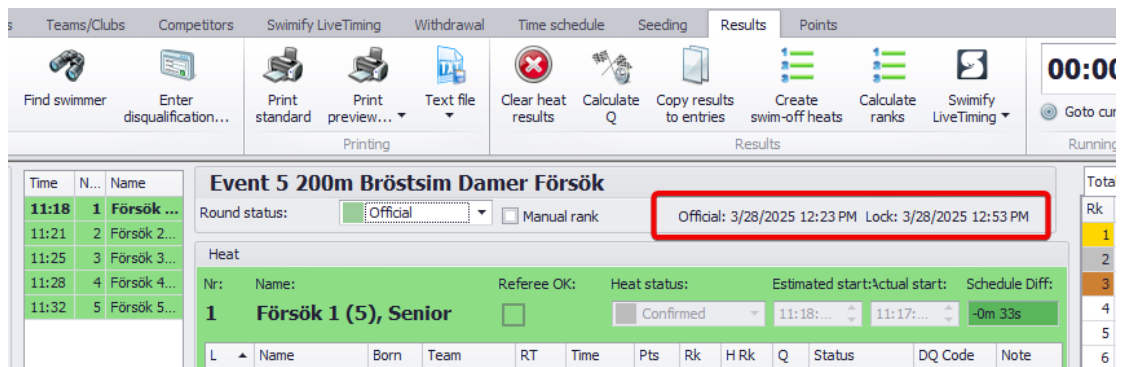 s Teams/Clubs Competitors Swimify LiveTiming Withdrawal Time schedule Seeding Results Points
Find swimmer Enter disqualification... Print standard Print preview... Text file Clear heat results Calculate Q Copy results to entries Create swim-off heats Calculate ranks Swimify LiveTiming Goto cur
00:00
Printing Results Running
Time N... Name
11:18 1 Försök ...
11:21 2 Försök 2...
11:25 3 Försök 3...
11:28 4 Försök 4...
11:32 5 Försök 5...
Event 5 200m Bröstsim Damer Försök
Round status: Official Manual rank Official: 3/28/2025 12:23 PM Lock: 3/28/2025 12:53 PM
Heat
Nr: Name: Referee OK: Heat status: Estimated start: Actual start: Schedule Diff:
1 Försök 1 (5), Senior Confirmed 11:18:... 11:17:... -0m 33s
L Name Born Team RT Time Pts Rk H Rk Q Status DQ Code Note
Tota
Rk
1
2
3
4
5
6